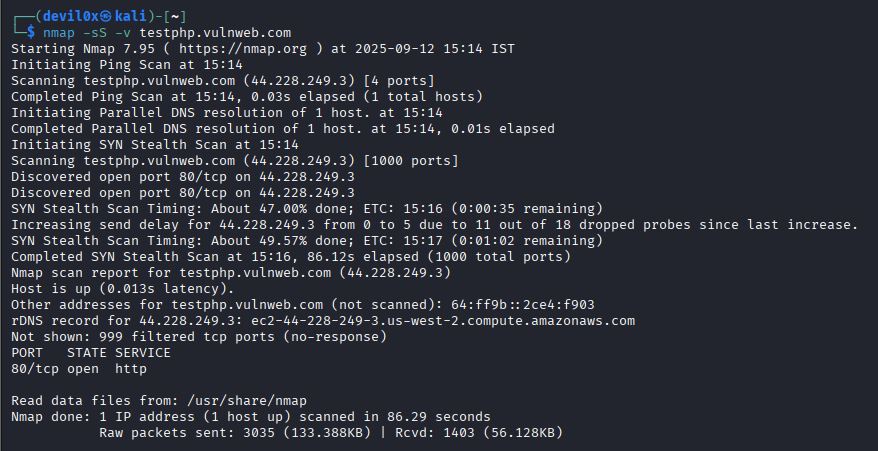 ┌──(devil0x㉿kali)-[~]
└─$ nmap -sS -v testphp.vulnweb.com
Starting Nmap 7.95 ( https://nmap.org ) at 2025-09-12 15:14 IST
Initiating Ping Scan at 15:14
Scanning testphp.vulnweb.com (44.228.249.3) [4 ports]
Completed Ping Scan at 15:14, 0.03s elapsed (1 total hosts)
Initiating Parallel DNS resolution of 1 host. at 15:14
Completed Parallel DNS resolution of 1 host. at 15:14, 0.01s elapsed
Initiating SYN Stealth Scan at 15:14
Scanning testphp.vulnweb.com (44.228.249.3) [1000 ports]
Discovered open port 80/tcp on 44.228.249.3
Discovered open port 80/tcp on 44.228.249.3
SYN Stealth Scan Timing: About 47.00% done; ETC: 15:16 (0:00:35 remaining)
Increasing send delay for 44.228.249.3 from 0 to 5 due to 11 out of 18 dropped probes since last increase.
SYN Stealth Scan Timing: About 49.57% done; ETC: 15:17 (0:01:02 remaining)
Completed SYN Stealth Scan at 15:16, 86.12s elapsed (1000 total ports)
Nmap scan report for testphp.vulnweb.com (44.228.249.3)
Host is up (0.013s latency).
Other addresses for testphp.vulnweb.com (not scanned): 64:ff9b::2ce4:f903
rDNS record for 44.228.249.3: ec2-44-228-249-3.us-west-2.compute.amazonaws.com
Not shown: 999 filtered tcp ports (no-response)
PORT   STATE SERVICE
80/tcp open  http

Read data files from: /usr/share/nmap
Nmap done: 1 IP address (1 host up) scanned in 86.29 seconds
           Raw packets sent: 3035 (133.388KB) | Rcvd: 1403 (56.128KB)